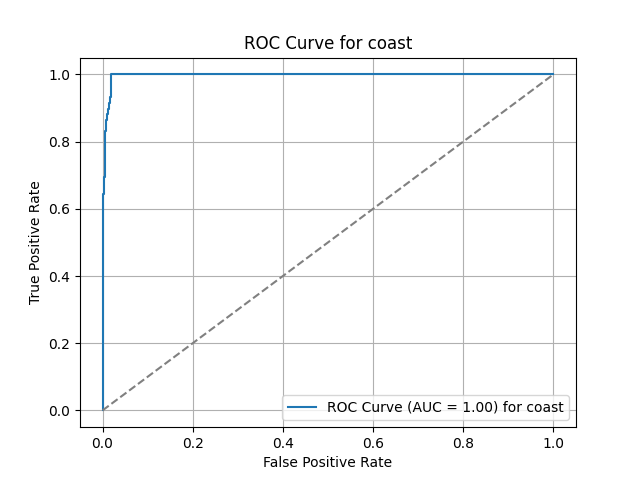 ROC Curve for coast
True Positive Rate
1.0
0.8
0.6
0.4
0.2
0.0
ROC Curve (AUC = 1.00) for coast
0.0 0.2 0.4 0.6 0.8 1.0
False Positive Rate